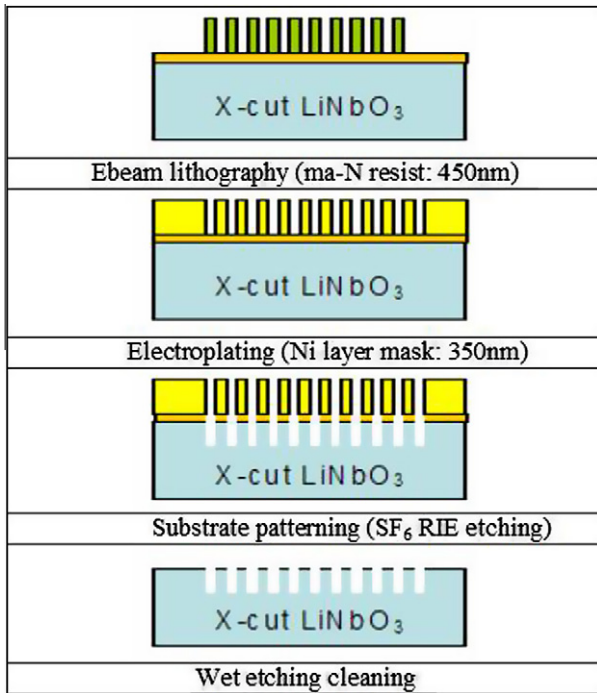 X-cut LiNbO₃
Ebeam lithography (ma-N resist: 450nm)
X-cut LiNbO₃
Electroplating (Ni layer mask: 350nm)
X-cut LiNbO₃
Substrate patterning (SF₆ RIE etching)
X-cut LiNbO₃
Wet etching cleaning